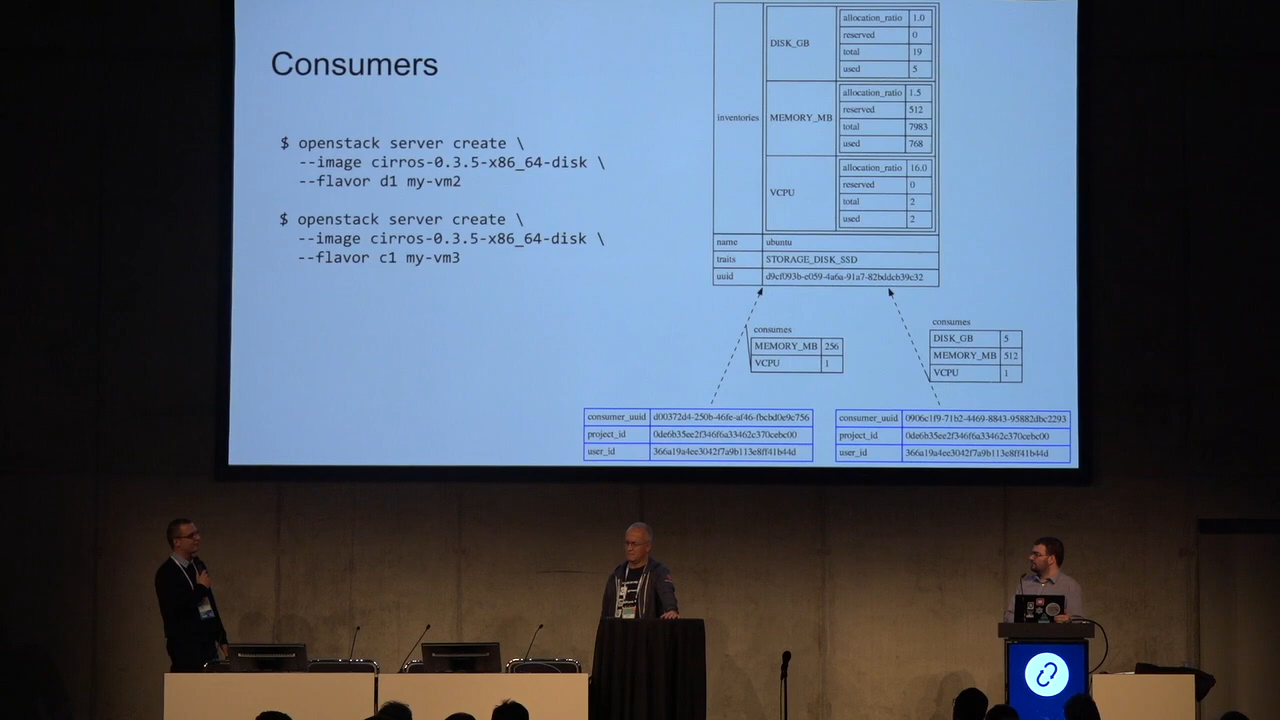 Consumers
$ openstack server create \
--image cirros-0.3.5-x86_64-disk \
--flavor d1 my-vm2
$ openstack server create \
--image cirros-0.3.5-x86_64-disk \
--flavor c1 my-vm3
inventories
DISK_GB
allocation_ratio 1.0
reserved 0
total 19
used 5
MEMORY_MB
allocation_ratio 1.5
reserved 512
total 7983
used 768
VCPU
allocation_ratio 16.0
reserved 0
total 2
used 2
name ubuntu
traits STORAGE_DISK_SSD
uuid d9cf093b-e059-4a6a-91a7-82bddcb39c32
consumes
MEMORY_MB 256
VCPU 1
consumes
DISK_GB 5
MEMORY_MB 512
VCPU 1
consumer_uuid d00372d4-250b-46fe-af46-fbcbd0e9c756
project_id 0de6b35ee2f346f6a33462c370cebc00
user_id 366a19a4ee3042f7a9b113e8ff41b44d
consumer_uuid 0906c1f9-71b2-4469-8843-95882dbc2293
project_id 0de6b35ee2f346f6a33462c370cebc00
user_id 366a19a4ee3042f7a9b113e8ff41b44d